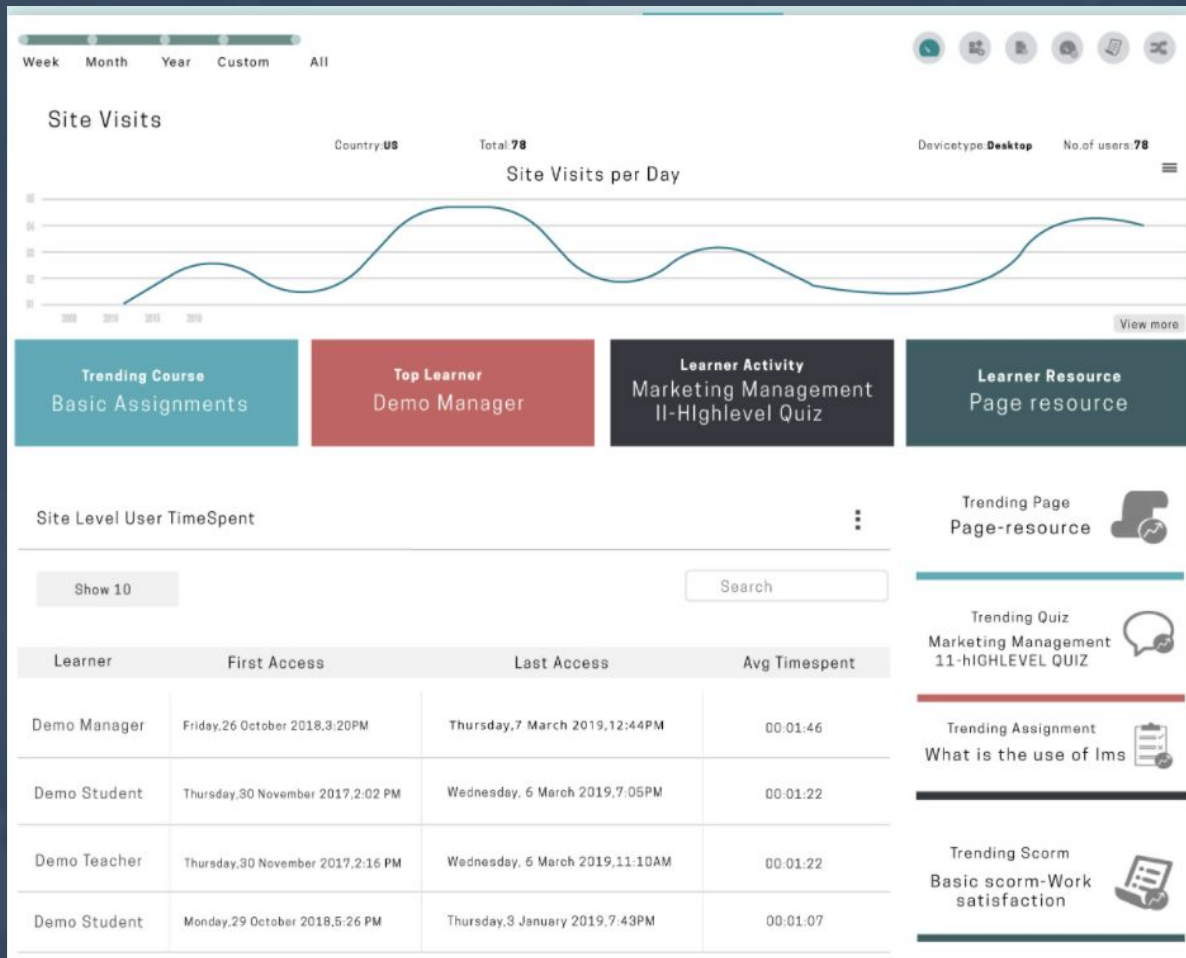 Week Month Year Custom All
Site Visits
Country:US Total:78 Devicetype:Desktop No.of users:78
Site Visits per Day
05
04
03
02
01
2010 2015
View more
Trending Course
Basic Assignments
Top Learner
Demo Manager
Learner Activity
Marketing Management
II-HIghlevel Quiz
Learner Resource
Page resource
Site Level User TimeSpent
Show 10
Search
Learner First Access Last Access Avg Timespent
Demo Manager Friday,26 October 2018,3:20PM Thursday,7 March 2019,12:44PM 00:01:46
Demo Student Thursday,30 November 2017,2:02 PM Wednesday, 6 March 2019,7:05PM 00:01:22
Demo Teacher Thursday,30 November 2017,2:16 PM Wednesday, 6 March 2019,11:10AM 00:01:22
Demo Student Monday,29 October 2018,5:26 PM Thursday,3 January 2019,7:43PM 00:01:07
Trending Page
Page-resource
Trending Quiz
Marketing Management
11-hIGHLEVEL QUIZ
Trending Assignment
What is the use of lms
Trending Scorm
Basic scorm-Work
satisfaction